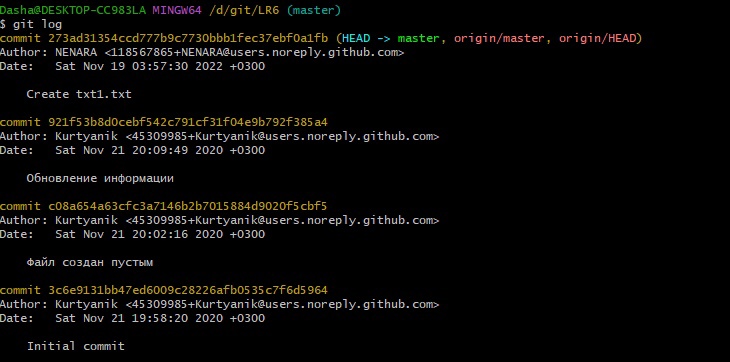 Dasha@DESKTOP-CC983LA MINGW64 /d/git/LR6 (master)
$ git log
commit 273ad31354ccd777b9c7730bbb1fec37ebf0a1fb (HEAD -> master, origin/master, origin/HEAD)
Author: NENARA <118567865+NENARA@users.noreply.github.com>
Date:   Sat Nov 19 03:57:30 2022 +0300
Create txt1.txt
commit 921f53b8d0cebf542c791cf31f04e9b792f385a4
Author: Kurtyanik <45309985+Kurtyanik@users.noreply.github.com>
Date:   Sat Nov 21 20:09:49 2020 +0300
Обновление информации
commit c08a654a63cfc3a7146b2b7015884d9020f5cbf5
Author: Kurtyanik <45309985+Kurtyanik@users.noreply.github.com>
Date:   Sat Nov 21 20:02:16 2020 +0300
Файл создан пустым
commit 3c6e9131bb47ed6009c28226afb0535c7f6d5964
Author: Kurtyanik <45309985+Kurtyanik@users.noreply.github.com>
Date:   Sat Nov 21 19:58:20 2020 +0300
Initial commit